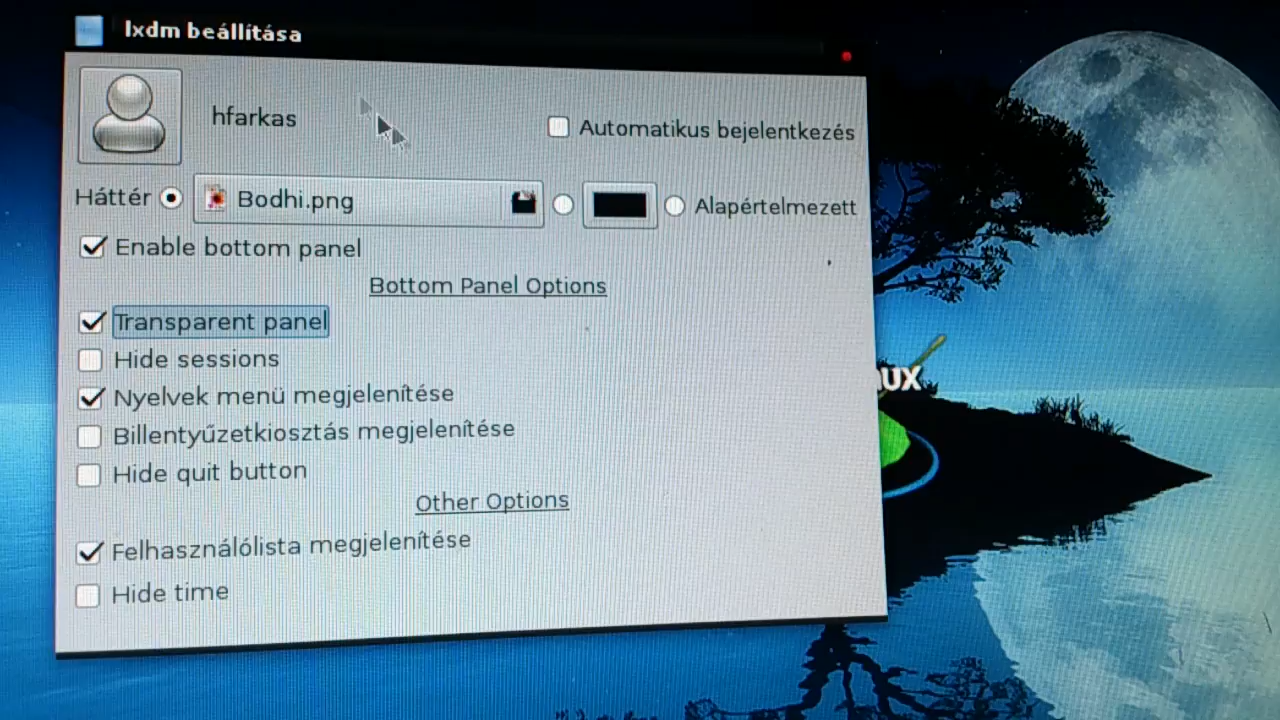 lxdm beállítása
hfarkas
Automatikus bejelentkezés
Háttér
Bodhi.png
Alapértelmezett
Enable bottom panel
Bottom Panel Options
Transparent panel
Hide sessions
Nyelvek menü megjelenítése
Billentyűzetkiosztás megjelenítése
Hide quit button
Other Options
Felhasználólista megjelenítése
Hide time